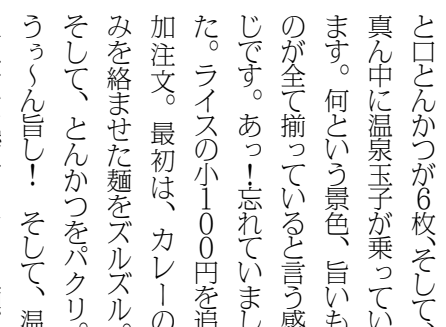 と口とんかつが6枚、そして、
真ん中に温泉玉子が乗ってい
ます。何という景色、旨いも
のが全て揃っていると言う感
じです。あっ！忘れていまし
た。ライスの小100円を追
加注文。最初は、カレーの
みを絡ませた麺をズルズル。
そして、とんかつをパクリ。
うぅ〜ん旨し！　そして、温